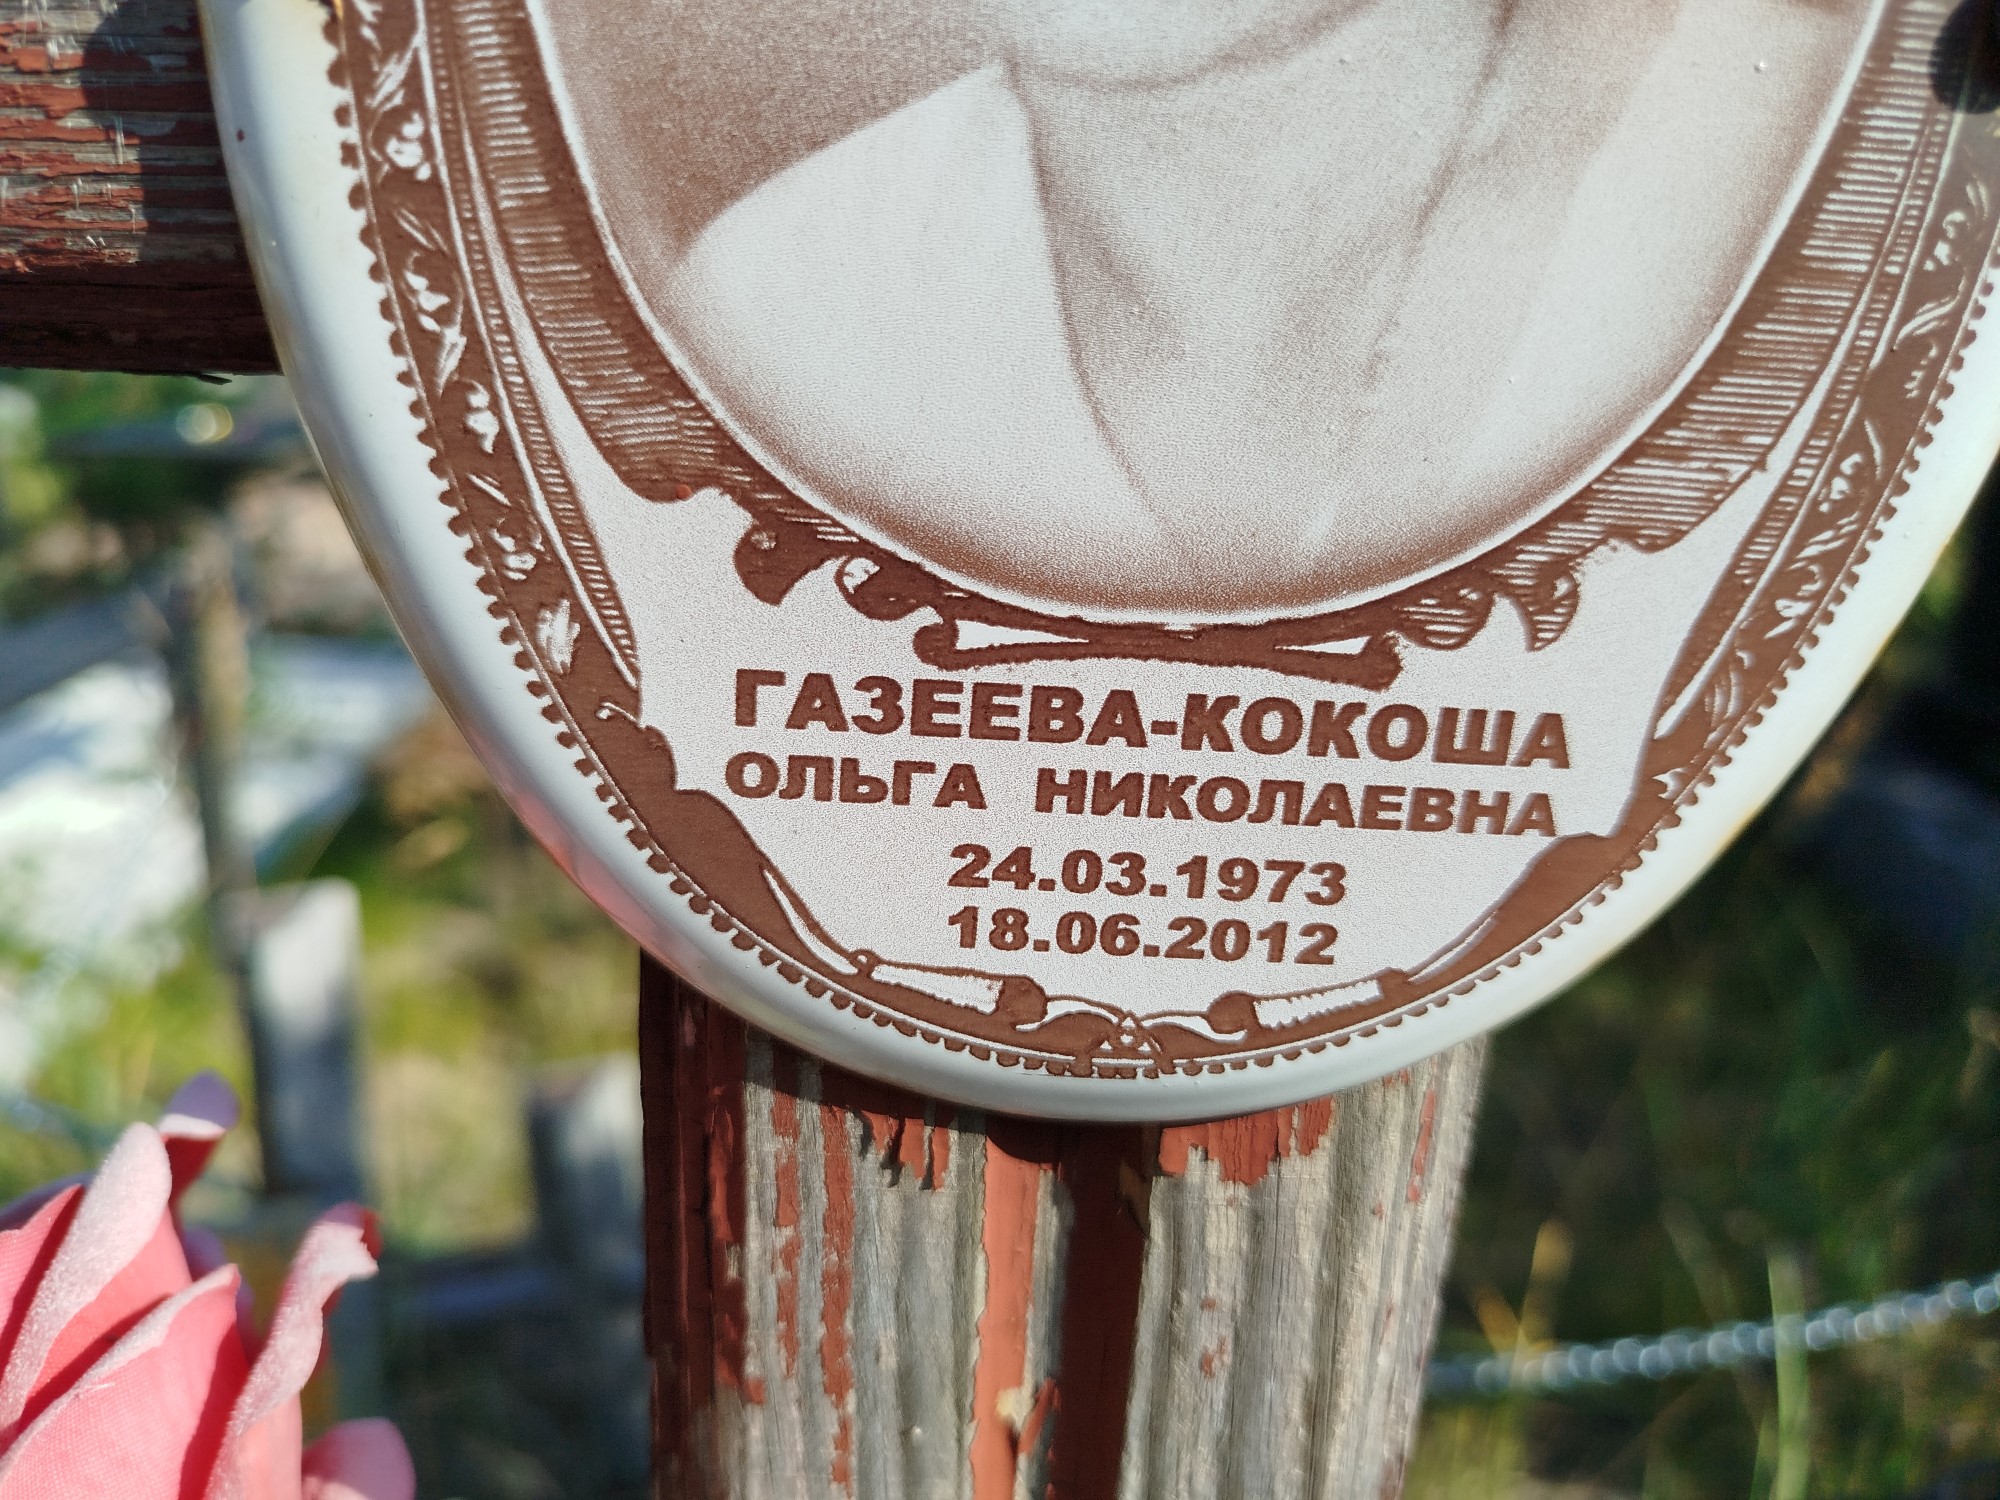 ГАЗЕЕВА-КОКОША
ОЛЬГА НИКОЛАЕВНА
24.03.1973
18.06.2012